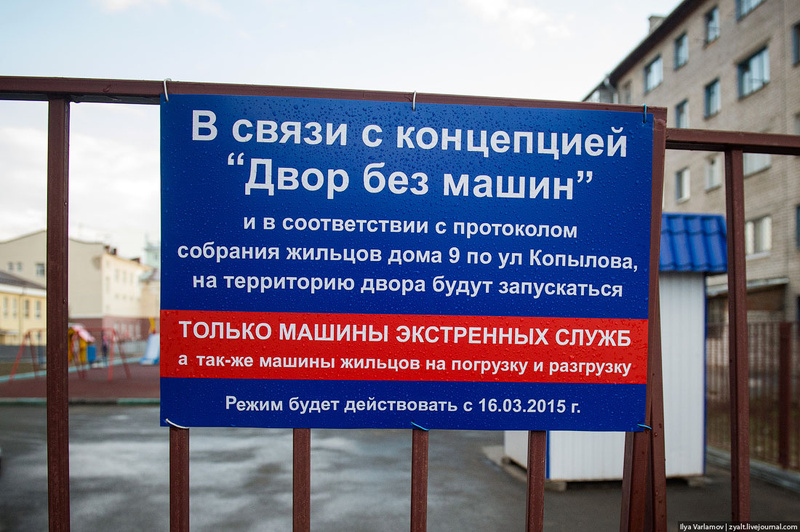 В связи с концепцией
“Двор без машин”
и в соответствии с протоколом
собрания жильцов дома 9 по ул Копылова,
на территорию двора будут запускаться
ТОЛЬКО МАШИНЫ ЭКСТРЕННЫХ СЛУЖБ
а так-же машины жильцов на погрузку и разгрузку
Режим будет действовать с 16.03.2015 г.
Ilya Varlamov | zyalt.livejournal.com